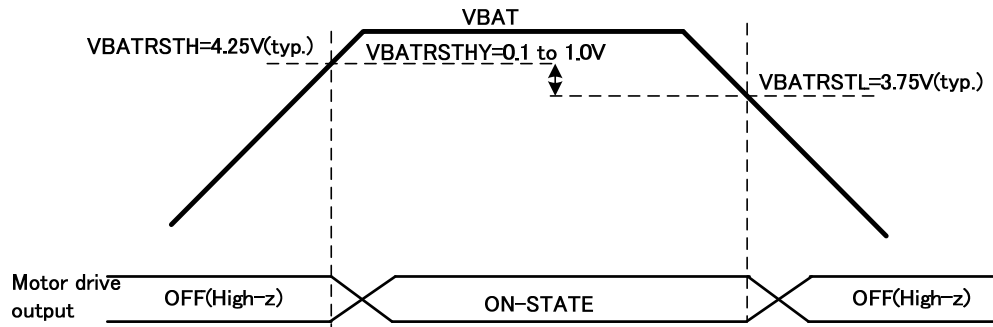 VBAT
VBATRSTH=4.25V(typ.)
VBATRSTHY=0.1 to 1.0V
VBATRSTL=3.75V(typ.)
Motor drive
output
OFF(High-z)
ON-STATE
OFF(High-z)